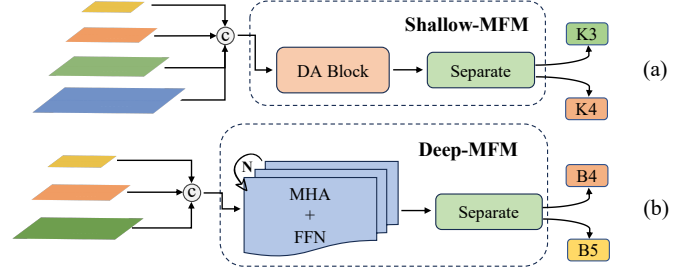 Shallow-MFM
C
DA Block
Separate
K3
K4
(a)
Deep-MFM
C
N
MHA
+
FFN
Separate
B4
B5
(b)